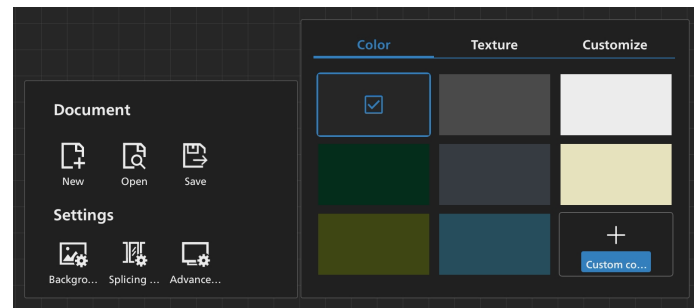 Color Texture Customize
Document
New Open Save
Settings
Backgro... Splicing ... Advance...
Custom co...